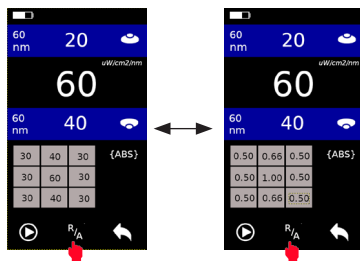 60 nm 20
uW/cm2/nm
60
60 nm 40
30 40 30 {ABS}
30 60 30
30 40 30
R/A
60 nm 20
uW/cm2/nm
60
60 nm 40
0.50 0.66 0.50 {ABS}
0.50 1.00 0.50
0.50 0.66 0.50
R/A